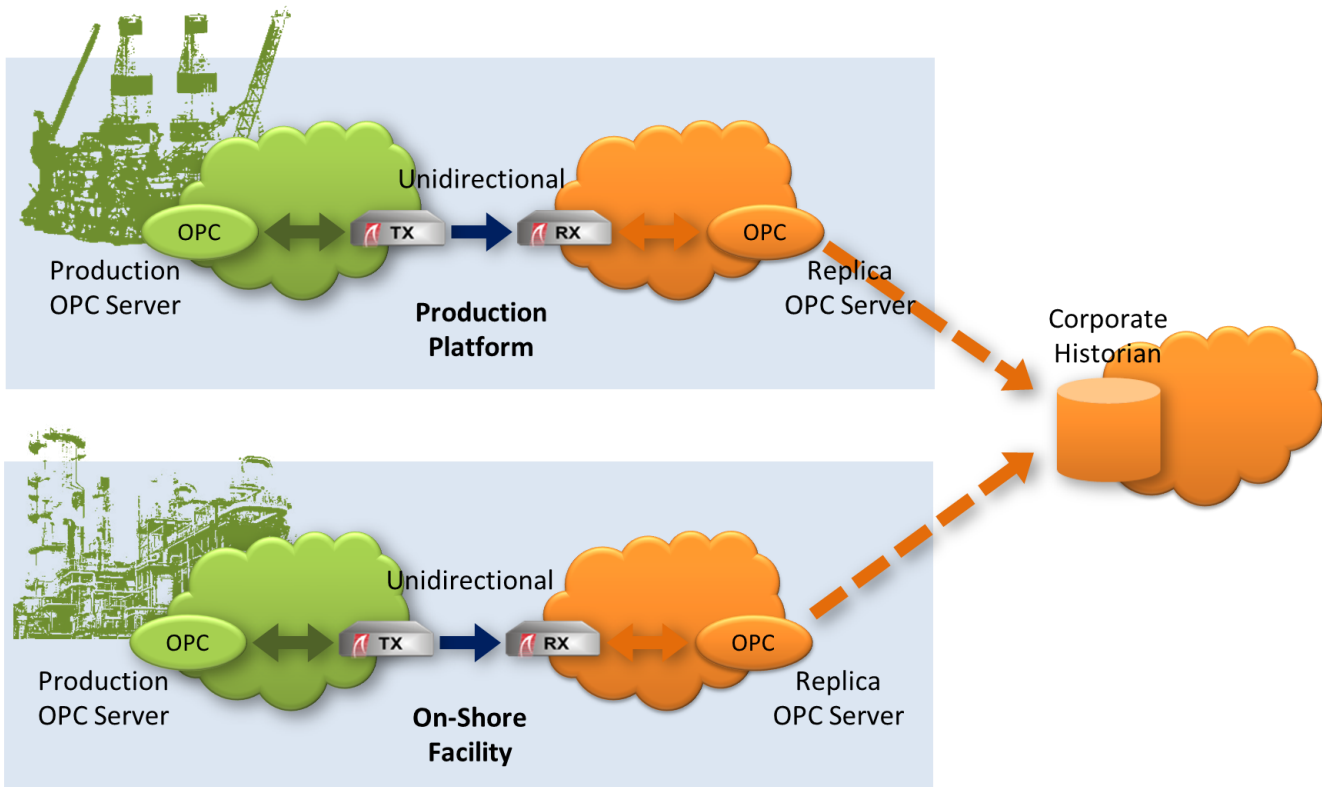 Unidirectional
OPC
TX
RX
OPC
Production
OPC Server
Replica
OPC Server
Production
Platform
Corporate
Historian
Unidirectional
OPC
TX
RX
OPC
Production
OPC Server
Replica
OPC Server
On-Shore
Facility